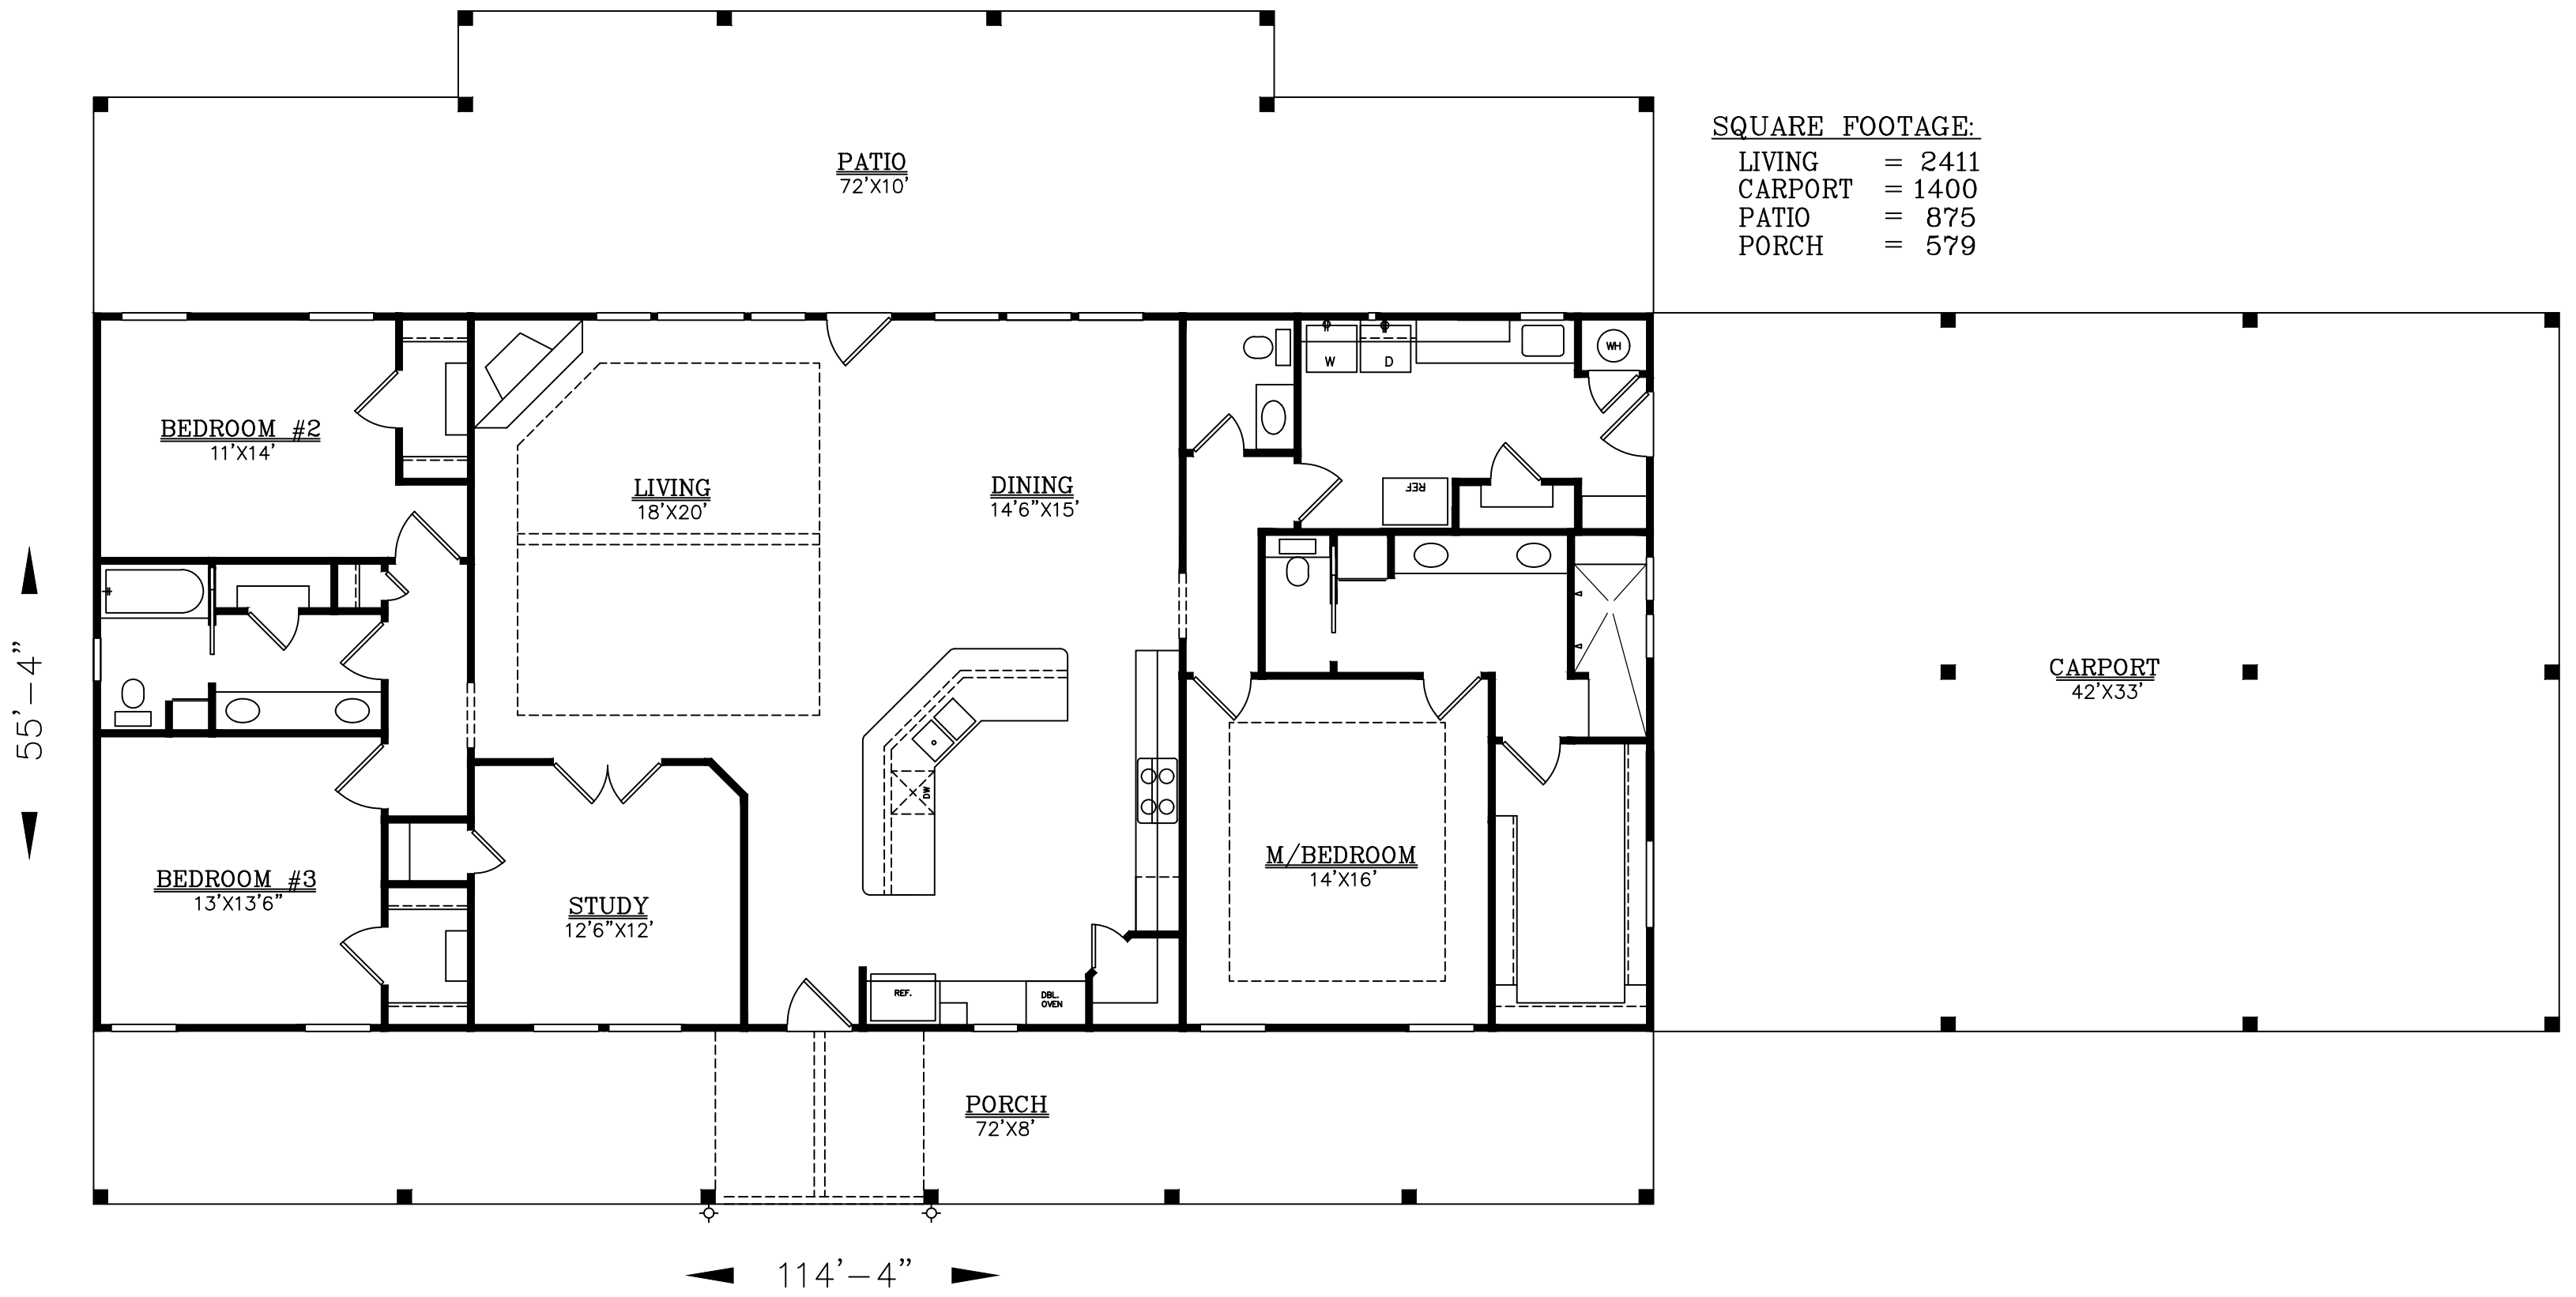 PATIO
72'X10'
SQUARE FOOTAGE:
LIVING = 2411
CARPORT = 1400
PATIO = 875
PORCH = 579
W
D
WH
BEDROOM #2
11'X14'
LIVING
18'X20'
DINING
14'6"X15'
REF
CARPORT
42'X33'
55'-4"
DW
M/BEDROOM
14'X16'
BEDROOM #3
13'X13'6"
STUDY
12'6"X12'
REF.
DBL.
OVEN
PORCH
72'X8'
114'-4"